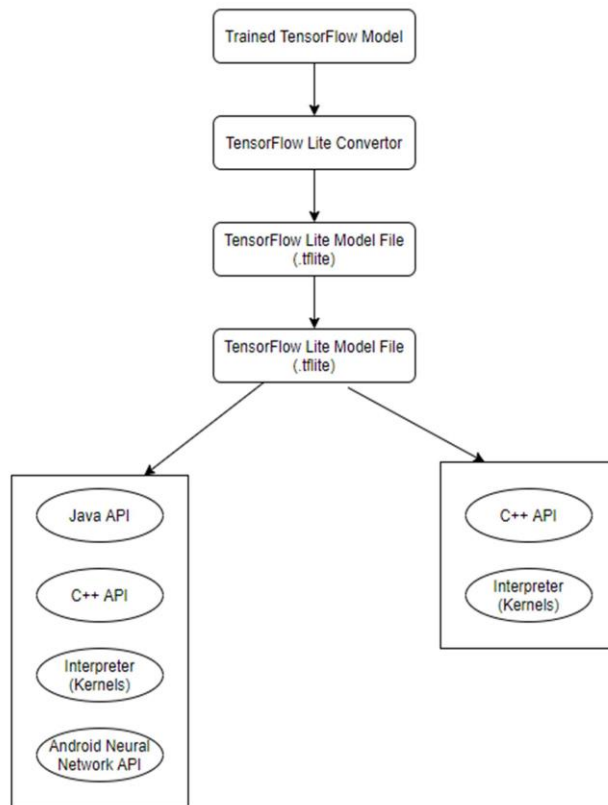 Trained TensorFlow Model
TensorFlow Lite Convertor
TensorFlow Lite Model File
(.tflite)
TensorFlow Lite Model File
(.tflite)
Java API
C++ API
Interpreter
(Kernels)
Android Neural
Network API
C++ API
Interpreter
(Kernels)